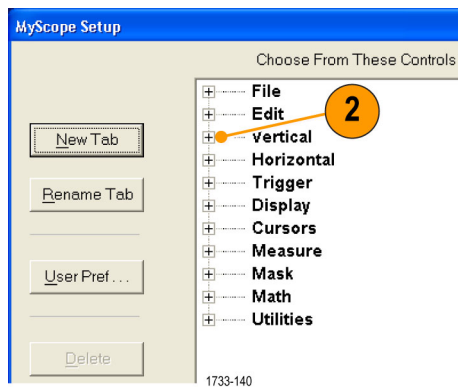 MyScope Setup
Choose From These Controls
New Tab
Rename Tab
User Pref...
Delete
File
Edit
Vertical
Horizontal
Trigger
Display
Cursors
Measure
Mask
Math
Utilities
2
1733-140